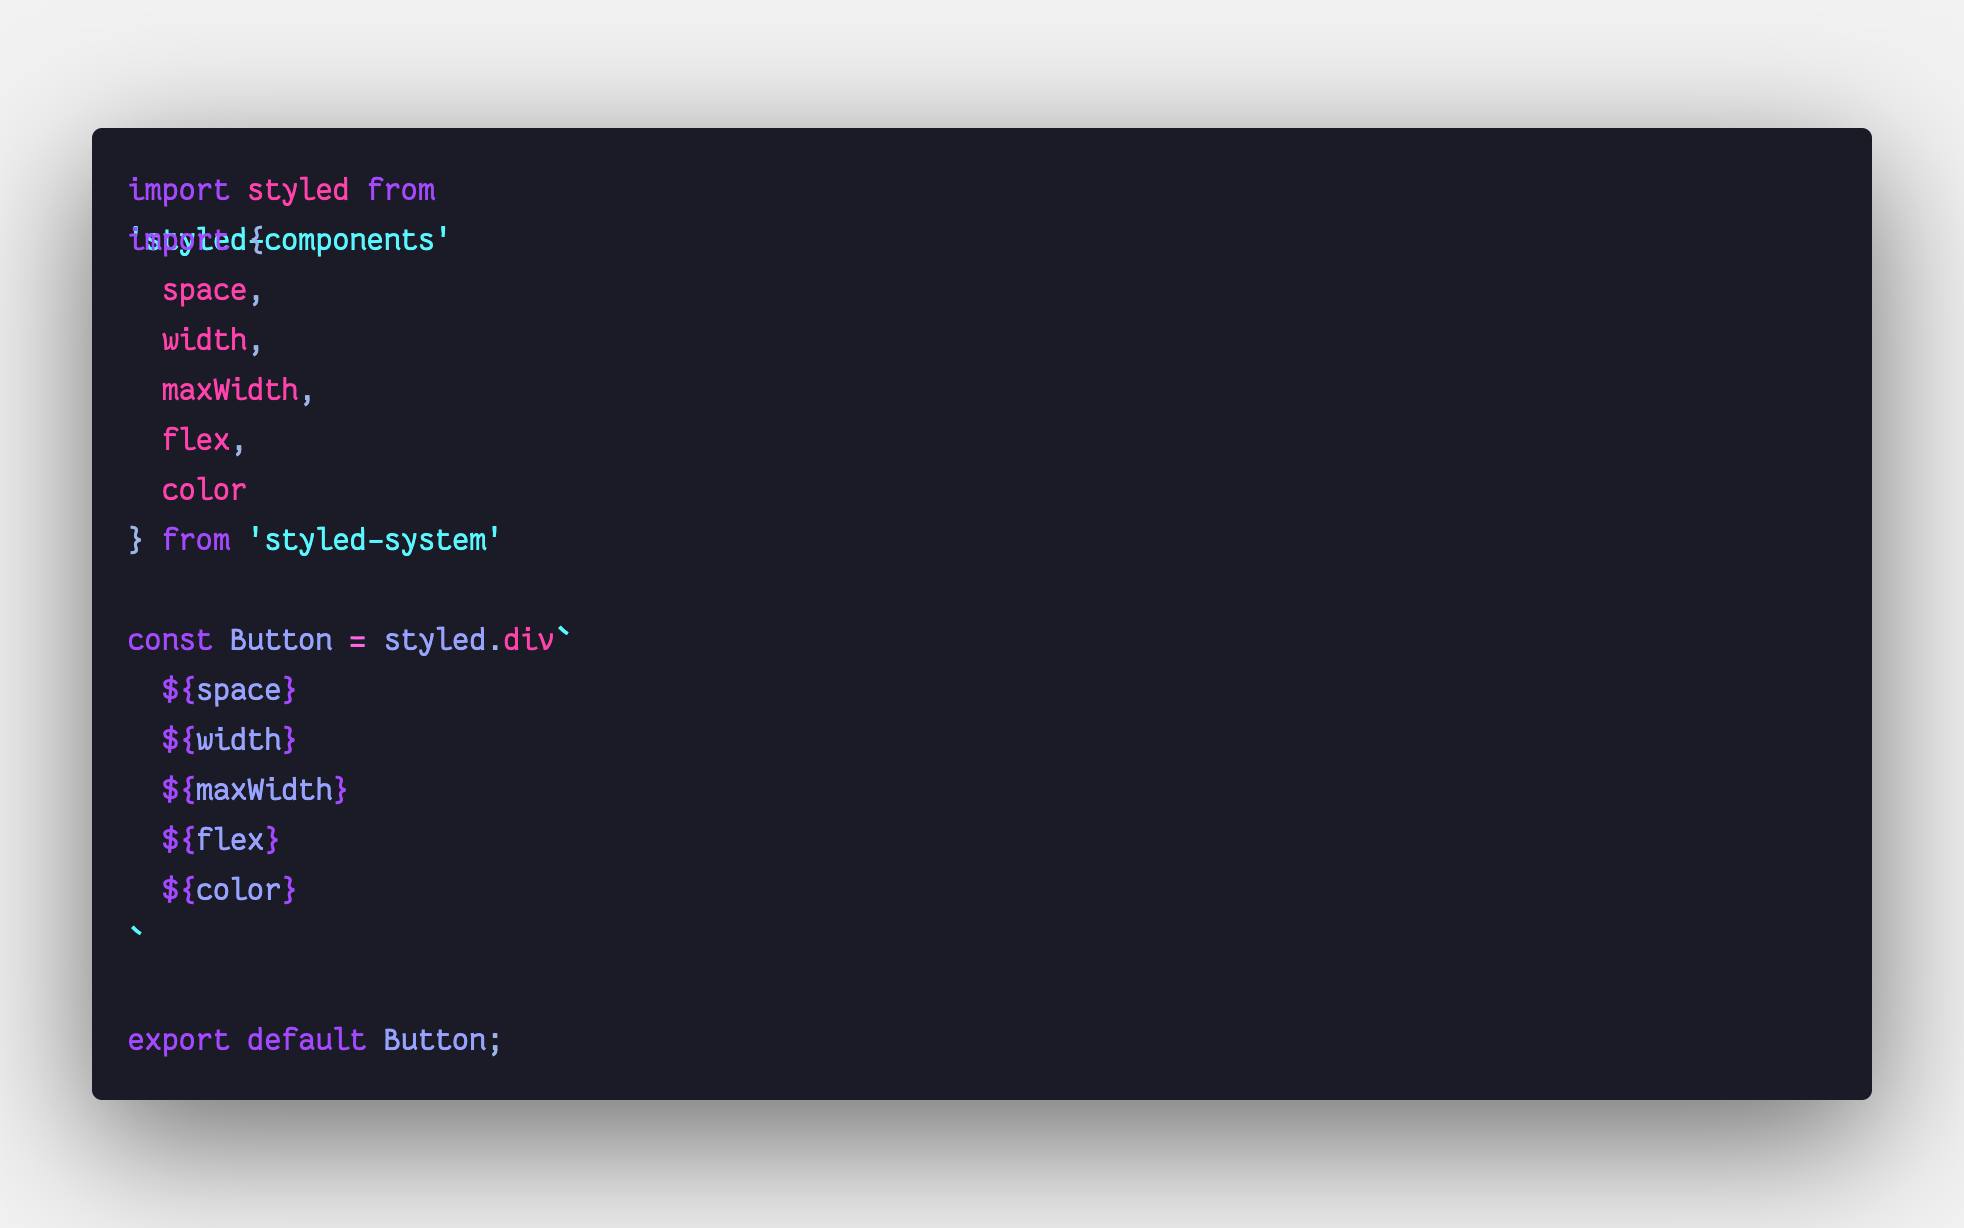 import styled from
'styled-components'
import {
  space,
  width,
  maxWidth,
  flex,
  color
} from 'styled-system'

const Button = styled.div`
  ${space}
  ${width}
  ${maxWidth}
  ${flex}
  ${color}
`

export default Button;